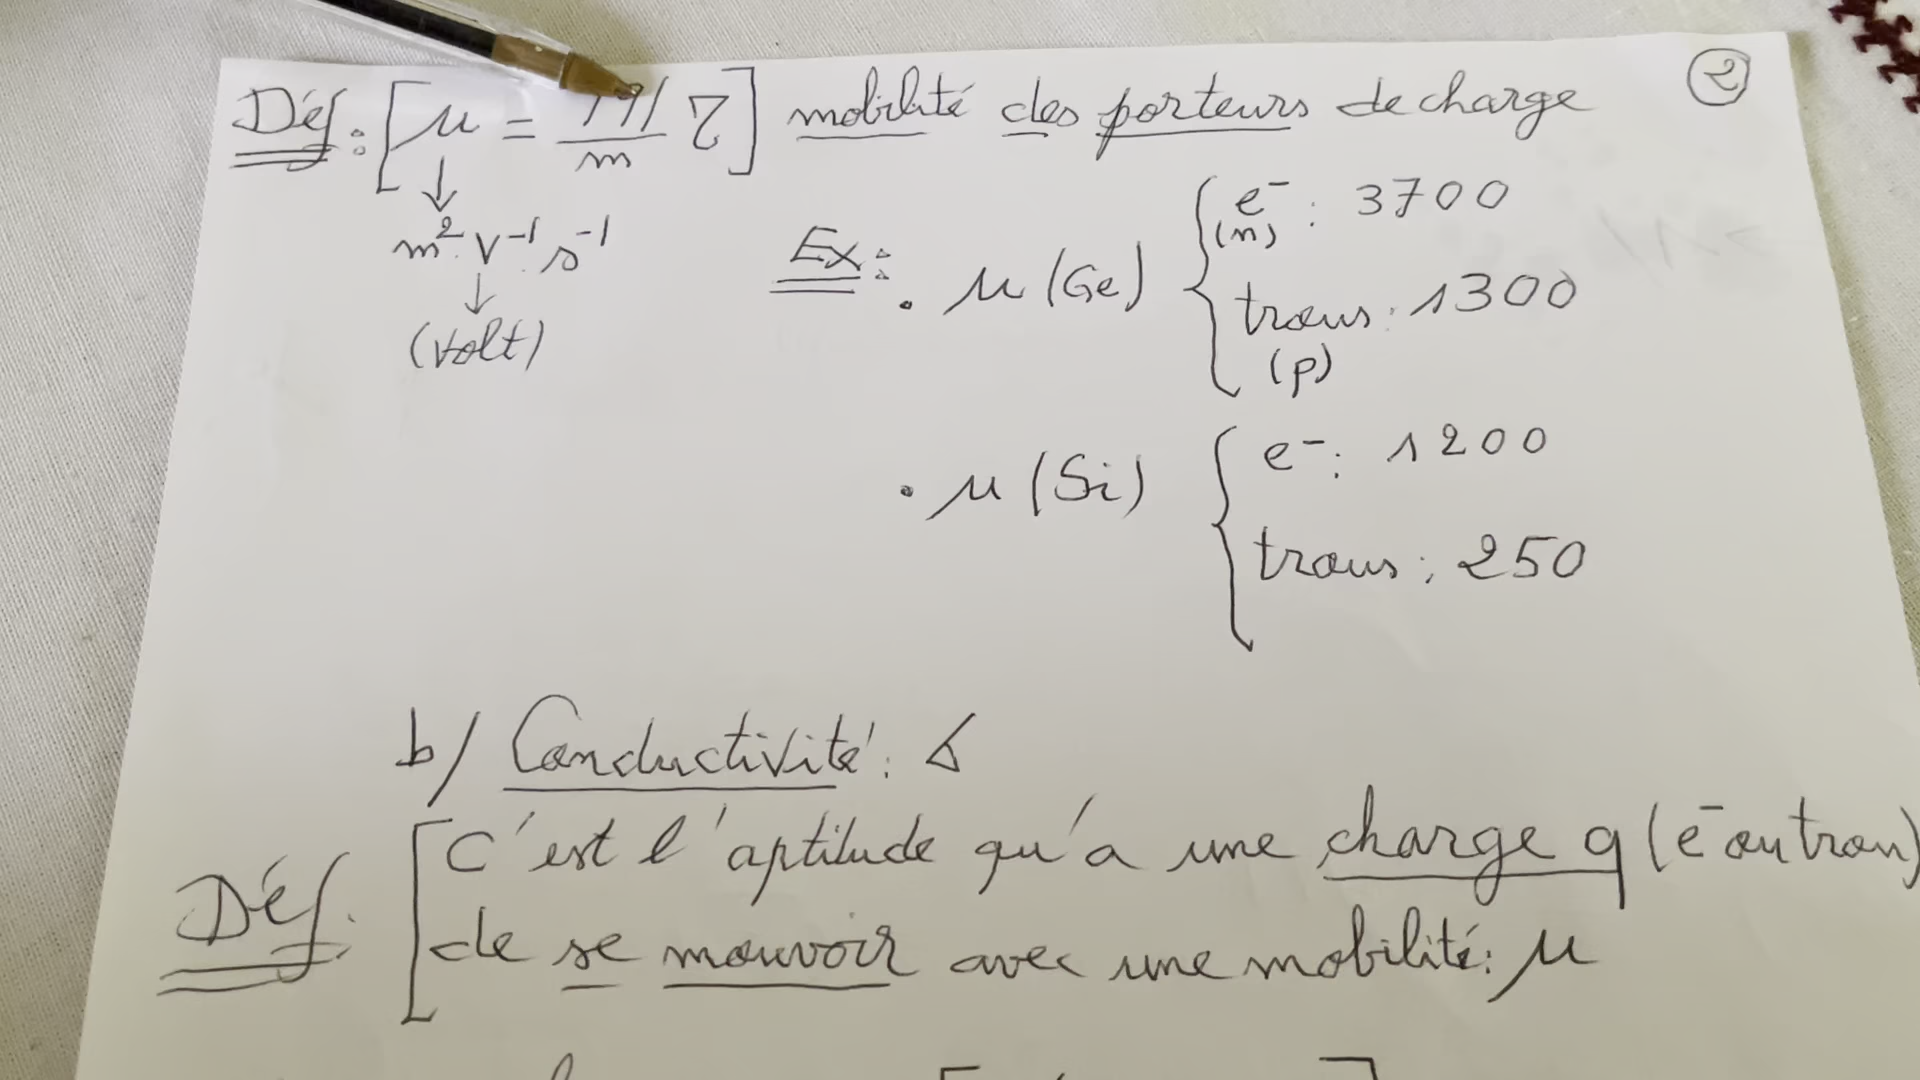 Déf: [μ = |q|/m τ] mobilité des porteurs de charge
②
m² V⁻¹ s⁻¹
(volt)
Ex: . μ (Ge) { e⁻ (n) : 3700
trous : 1300
(p)
. μ (Si) { e⁻ : 1200
trous : 250
b/ Conductivité : σ
Déf. [ C'est l'aptitude qu'a une charge q (e⁻ ou trou)
de se mouvoir avec une mobilité : μ